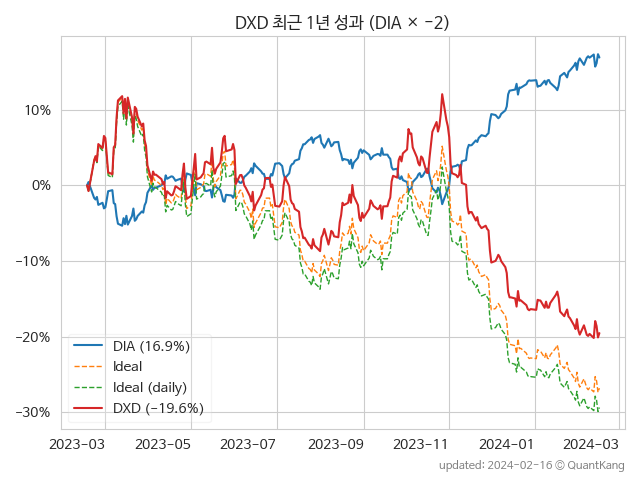 DXD 최근 1년 성과 (DIA × −2)
10%
0%
−10%
−20%
−30%
DIA (16.9%)
Ideal
Ideal (daily)
DXD (−19.6%)
2023−03 2023−05 2023−07 2023−09 2023−11 2024−01 2024−03
updated: 2024−02−16 © QuantKang